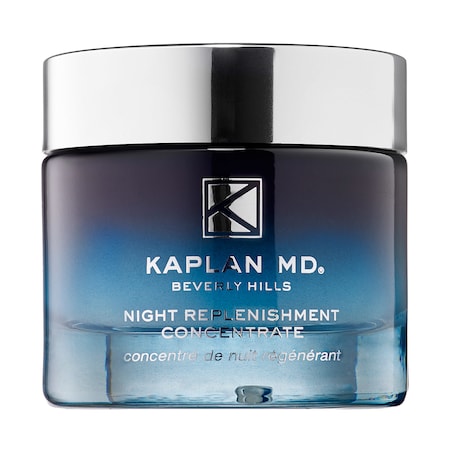 K
KAPLAN MD®
BEVERLY HILLS
NIGHT REPLENISHMENT
CONCENTRATE
concentré de nuit régénérant